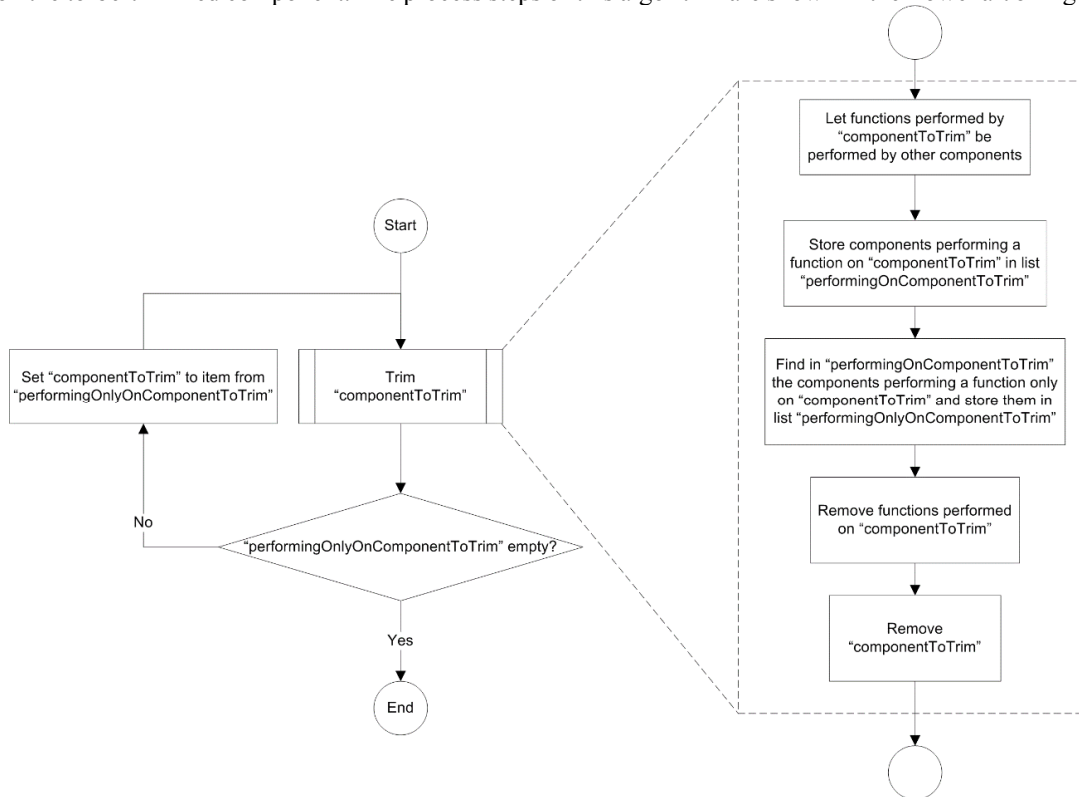 Start
Set “componentToTrim” to item from
“performingOnlyOnComponentToTrim”
Trim
“componentToTrim”
No
“performingOnlyOnComponentToTrim” empty?
Yes
End
Let functions performed by
“componentToTrim” be
performed by other components
Store components performing a
function on “componentToTrim” in list
“performingOnComponentToTrim”
Find in “performingOnComponentToTrim”
the components performing a function only
on “componentToTrim” and store them in
list “performingOnlyOnComponentToTrim”
Remove functions performed
on “componentToTrim”
Remove
“componentToTrim”